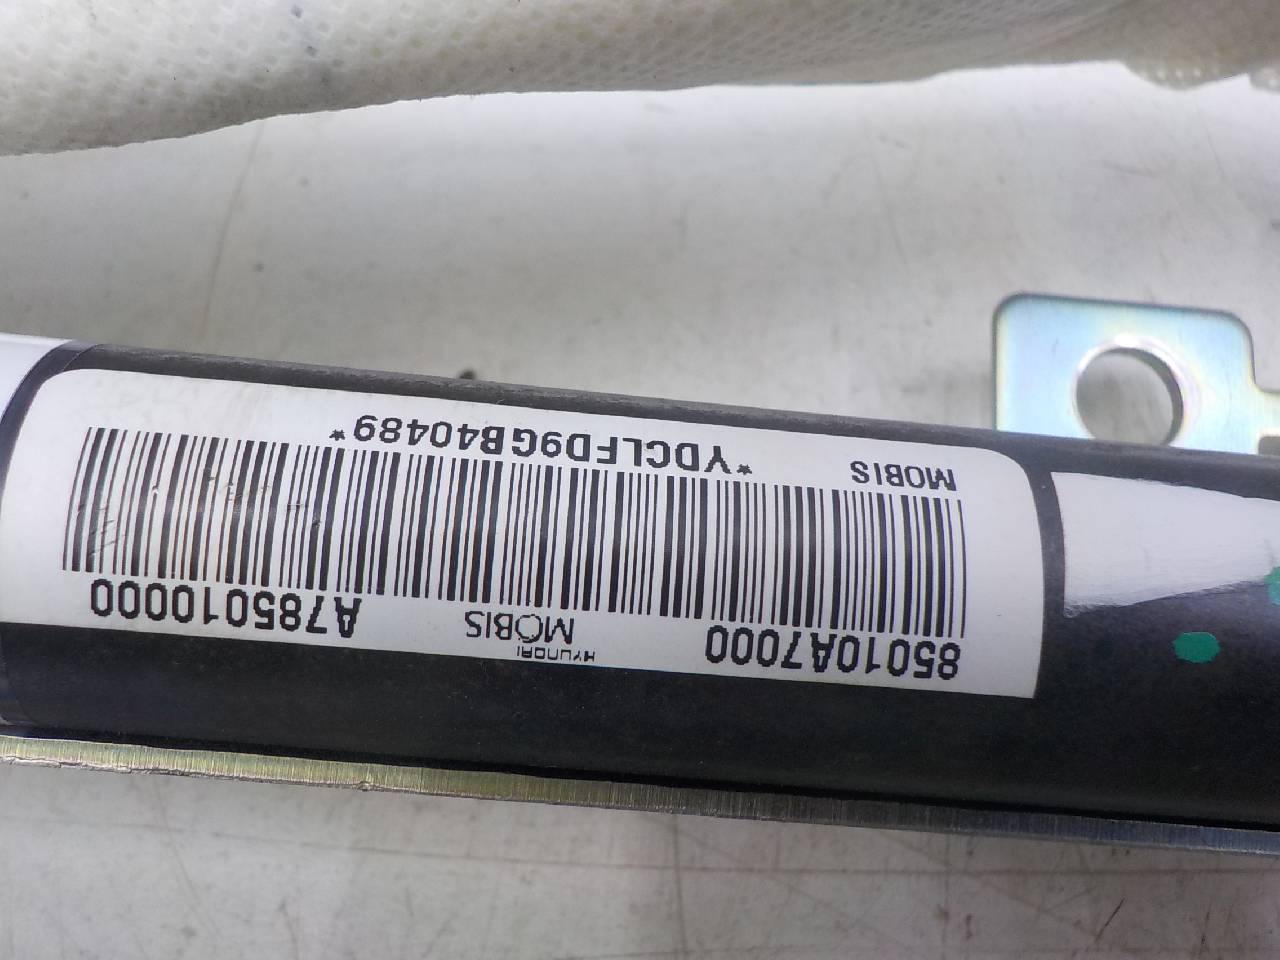 85010A7000 HYUNDAI MOBIS A785010000
MOBIS *YDCLFD9GB40489*